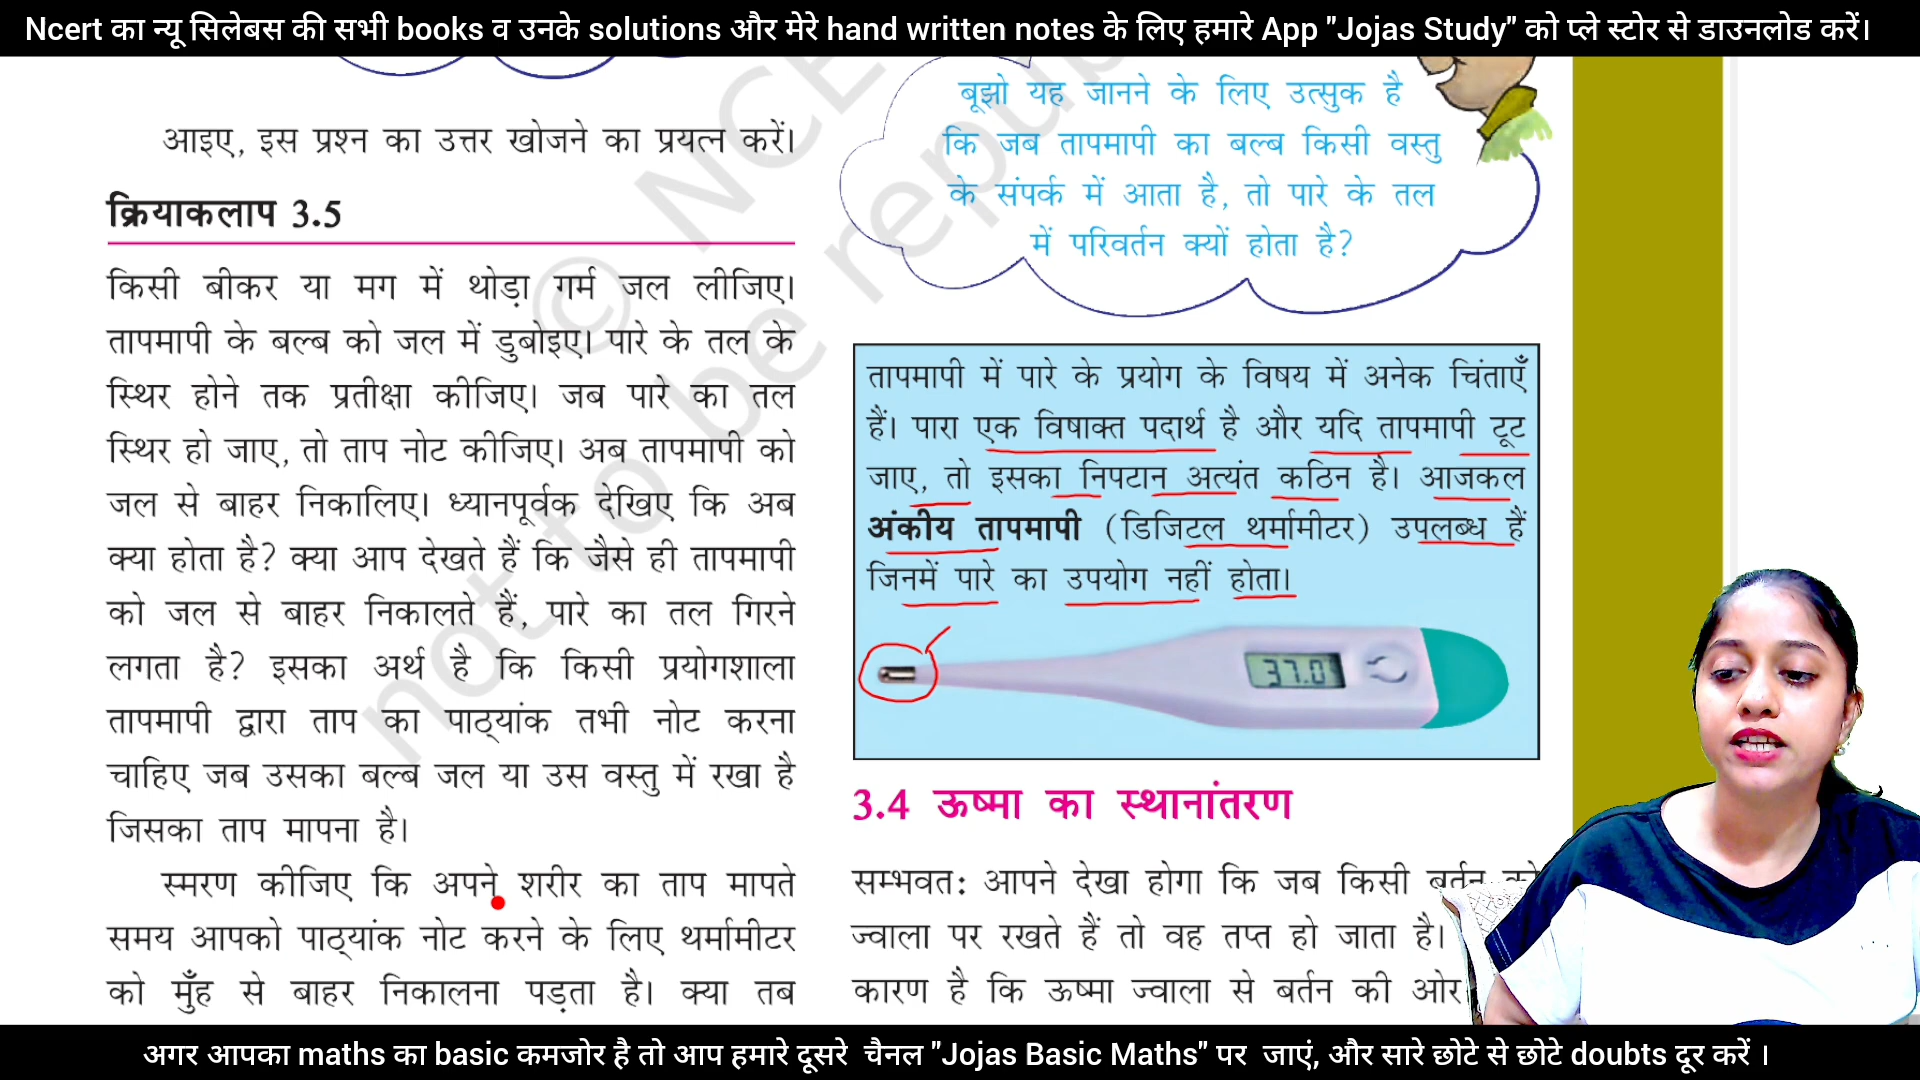 Ncert का न्यू सिलेबस की सभी books व उनके solutions और मेरे hand written notes के लिए हमारे App "Jojas Study" को प्ले स्टोर से डाउनलोड करें।
आइए, इस प्रश्न का उत्तर खोजने का प्रयत्न करें।
क्रियाकलाप 3.5
किसी बीकर या मग में थोड़ा गर्म जल लीजिए।
तापमापी के बल्ब को जल में डुबोइए। पारे के तल के
स्थिर होने तक प्रतीक्षा कीजिए। जब पारे का तल
स्थिर हो जाए, तो ताप नोट कीजिए। अब तापमापी को
जल से बाहर निकालिए। ध्यानपूर्वक देखिए कि अब
क्या होता है? क्या आप देखते हैं कि जैसे ही तापमापी
को जल से बाहर निकालते हैं, पारे का तल गिरने
लगता है? इसका अर्थ है कि किसी प्रयोगशाला
तापमापी द्वारा ताप का पाठ्यांक तभी नोट करना
चाहिए जब उसका बल्ब जल या उस वस्तु में रखा है
जिसका ताप मापना है।
स्मरण कीजिए कि अपने शरीर का ताप मापते
समय आपको पाठ्यांक नोट करने के लिए थर्मामीटर
को मुँह से बाहर निकालना पड़ता है। क्या तब
बूझो यह जानने के लिए उत्सुक है
कि जब तापमापी का बल्ब किसी वस्तु
के संपर्क में आता है, तो पारे के तल
में परिवर्तन क्यों होता है?
तापमापी में पारे के प्रयोग के विषय में अनेक चिंताएँ
हैं। पारा एक विषाक्त पदार्थ है और यदि तापमापी टूट
जाए, तो इसका निपटान अत्यंत कठिन है। आजकल
अंकीय तापमापी (डिजिटल थर्मामीटर) उपलब्ध हैं
जिनमें पारे का उपयोग नहीं होता।
37.0
3.4 ऊष्मा का स्थानांतरण
सम्भवत: आपने देखा होगा कि जब किसी बर्तन को
ज्वाला पर रखते हैं तो वह तप्त हो जाता है।
कारण है कि ऊष्मा ज्वाला से बर्तन की ओर
© NCE
not to be repub
अगर आपका maths का basic कमजोर है तो आप हमारे दूसरे चैनल "Jojas Basic Maths" पर जाएं, और सारे छोटे से छोटे doubts दूर करें ।